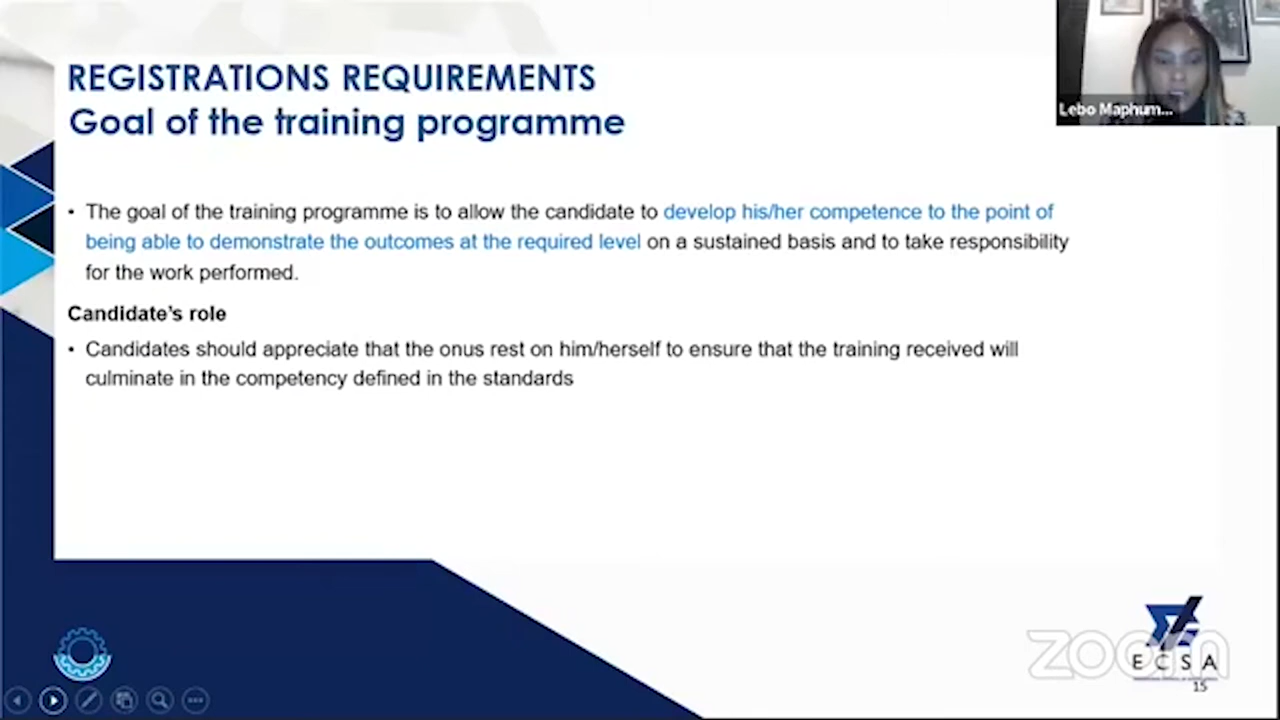 REGISTRATIONS REQUIREMENTS
Goal of the training programme
Lebo Maphum...
• The goal of the training programme is to allow the candidate to develop his/her competence to the point of
being able to demonstrate the outcomes at the required level on a sustained basis and to take responsibility
for the work performed.
Candidate's role
• Candidates should appreciate that the onus rest on him/herself to ensure that the training received will
culminate in the competency defined in the standards
zoom
ECSA
15